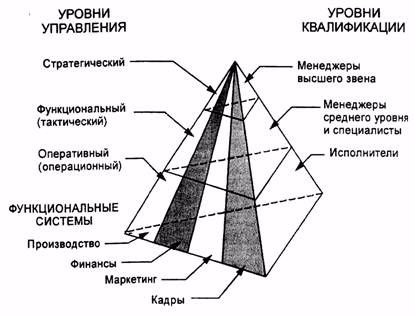 УРОВНИ
УПРАВЛЕНИЯ
УРОВНИ
КВАЛИФИКАЦИИ
Стратегический
Менеджеры
высшего звена
Функциональный
(тактический)
Менеджеры
среднего уровня
и специалисты
Оперативный
(операционный)
Исполнители
ФУНКЦИОНАЛЬНЫЕ
СИСТЕМЫ
Производство
Финансы
Маркетинг
Кадры